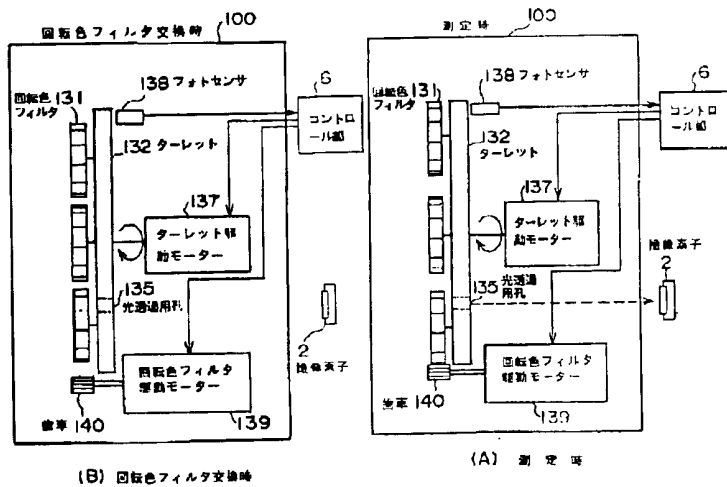 回転色フィルタ交換時
100
131
回転色
フィルタ
138 フォトセンサ
132 ターレット
6
コントロ
ール部
137
ターレット駆
動モーター
135
光透過用孔
2
撮像素子
回転色フィルタ
駆動モーター
歯車
140
139
(B) 回転色フィルタ交換時
測定時
100
131
回転色
フィルタ
138 フォトセンサ
132
ターレット
6
コントロ
ール部
137
ターレット駆
動モーター
135 光透過
用孔
撮像素子
2
回転色フィルタ
駆動モーター
歯車
140
139
(A) 測定時